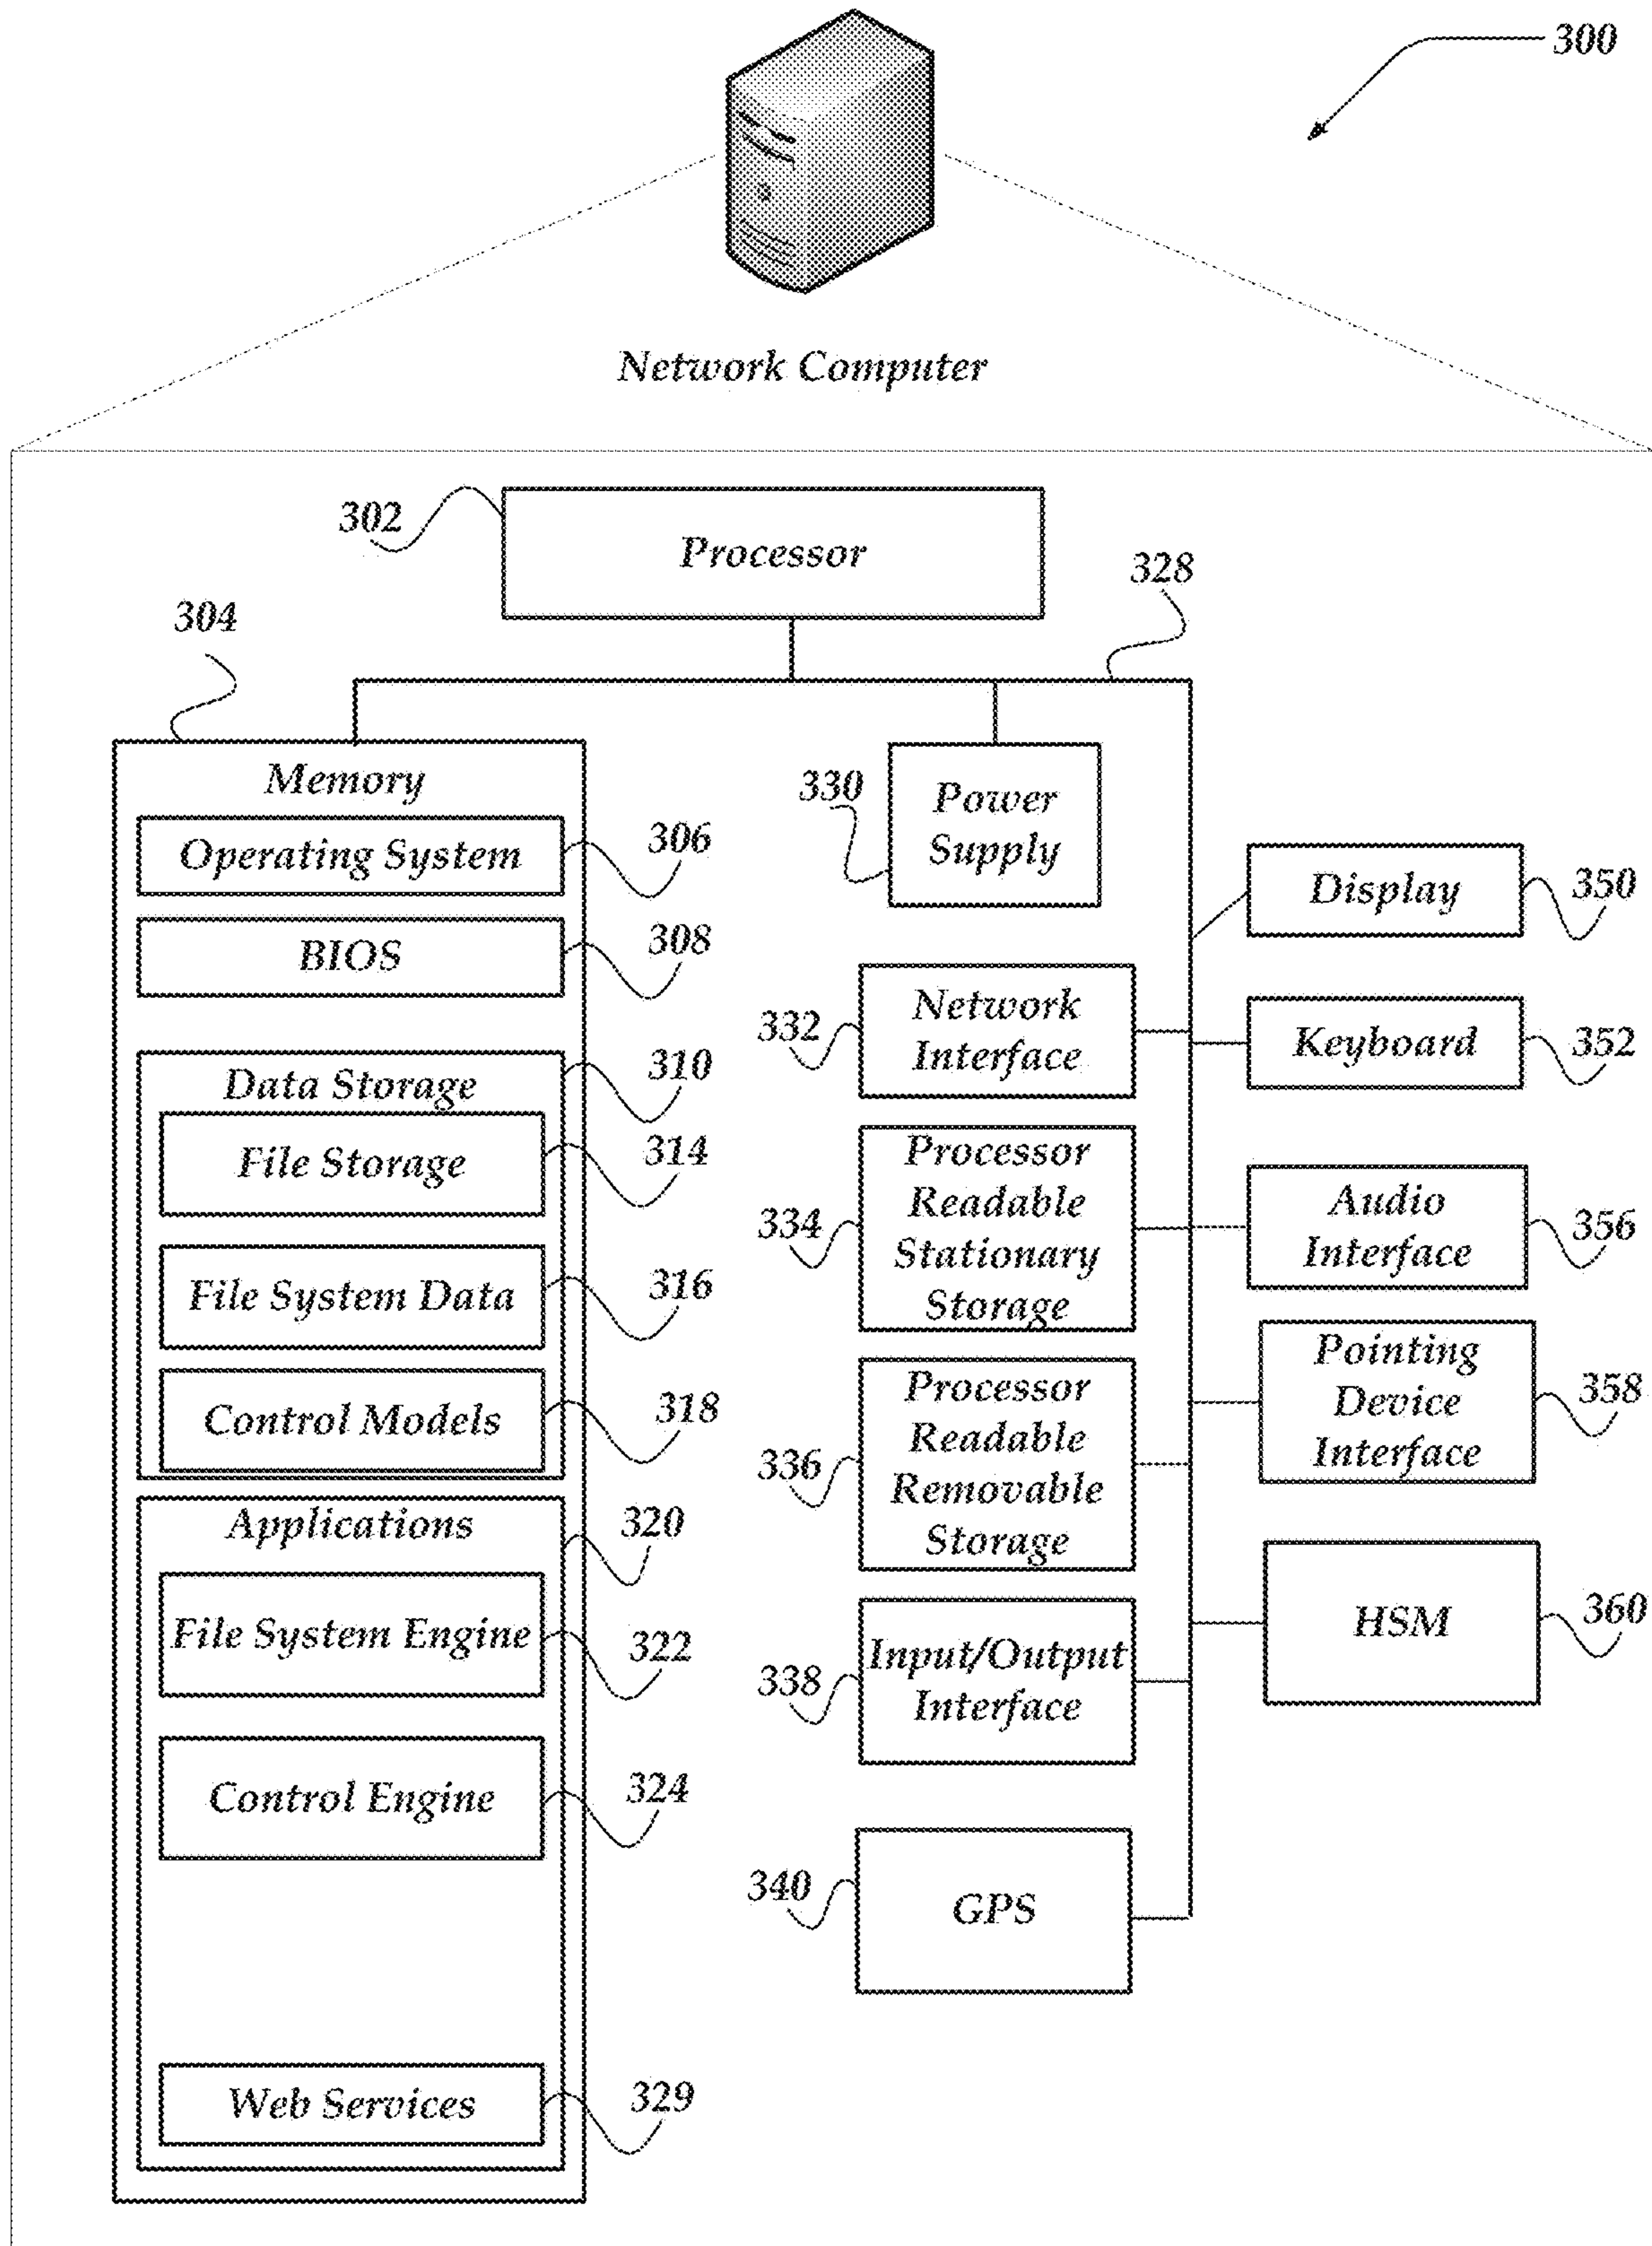 300
Network Computer
302
Processor
328
304
Memory
Operating System
306
BIOS
308
Data Storage
310
File Storage
314
File System Data
316
Control Models
318
Applications
320
File System Engine
322
Control Engine
324
Web Services
329
330
Power
Supply
332
Network
Interface
334
Processor
Readable
Stationary
Storage
336
Processor
Readable
Removable
Storage
338
Input/Output
Interface
340
GPS
Display
350
Keyboard
352
Audio
Interface
356
Pointing
Device
Interface
358
HSM
360